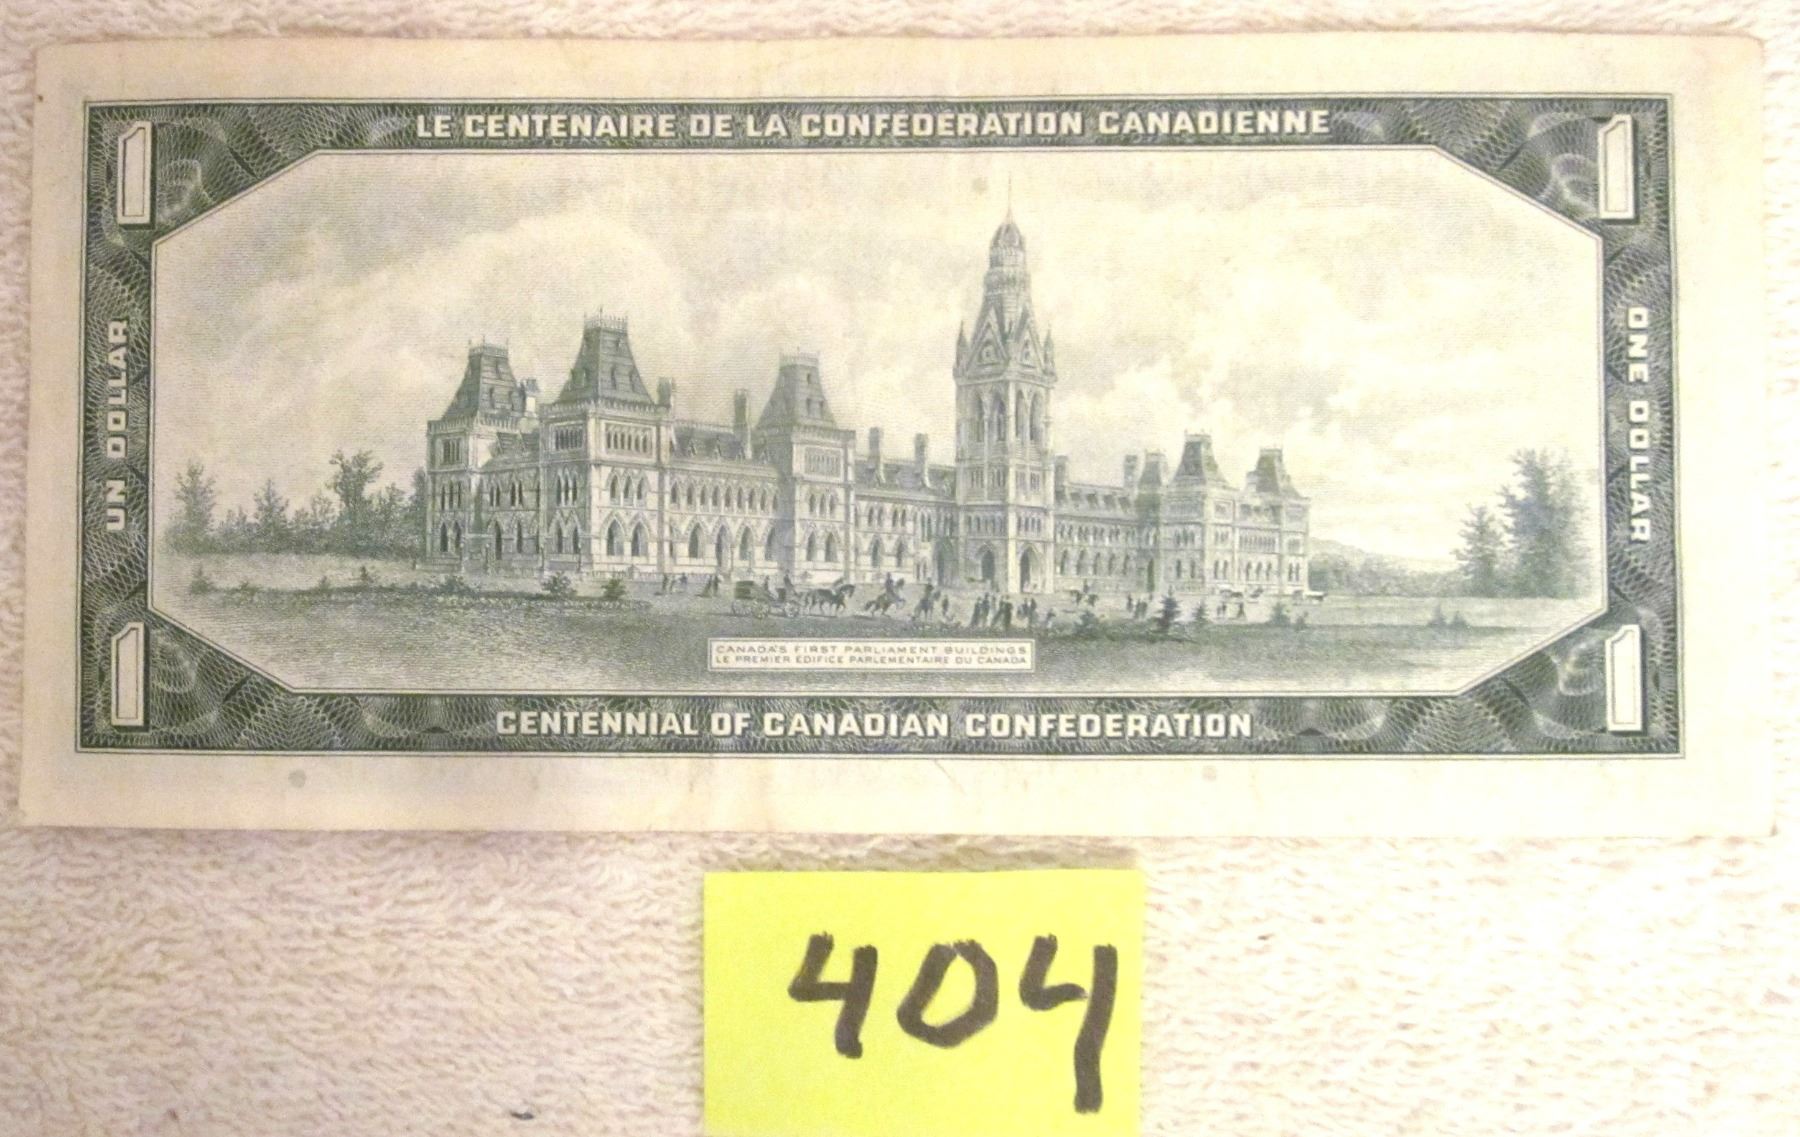 1 LE CENTENAIRE DE LA CONFÉDÉRATION CANADIENNE 1
UN DOLLAR
ONE DOLLAR
CANADA'S FIRST PARLIAMENT BUILDINGS
LE PREMIER EDIFICE PARLEMENTAIRE DU CANADA
1 CENTENNIAL OF CANADIAN CONFEDERATION 1
404